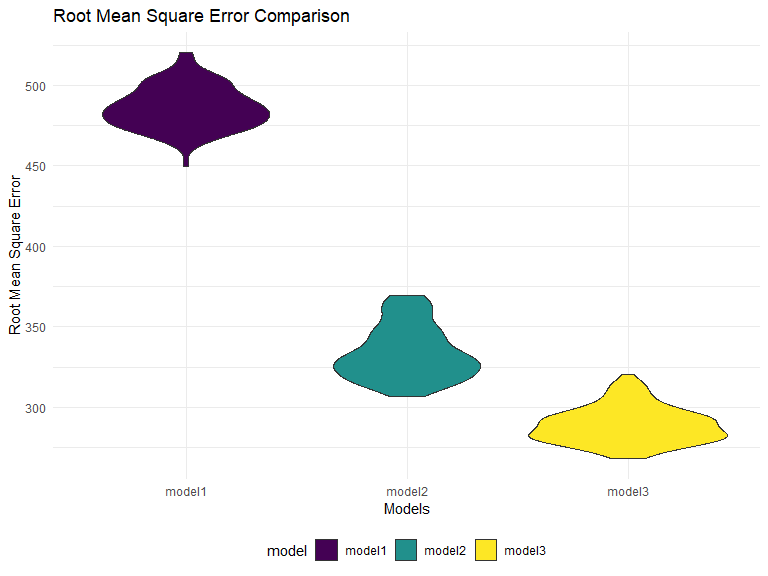 Root Mean Square Error Comparison
Root Mean Square Error
500
450
400
350
300
model1 model2 model3
Models
model model1 model2 model3